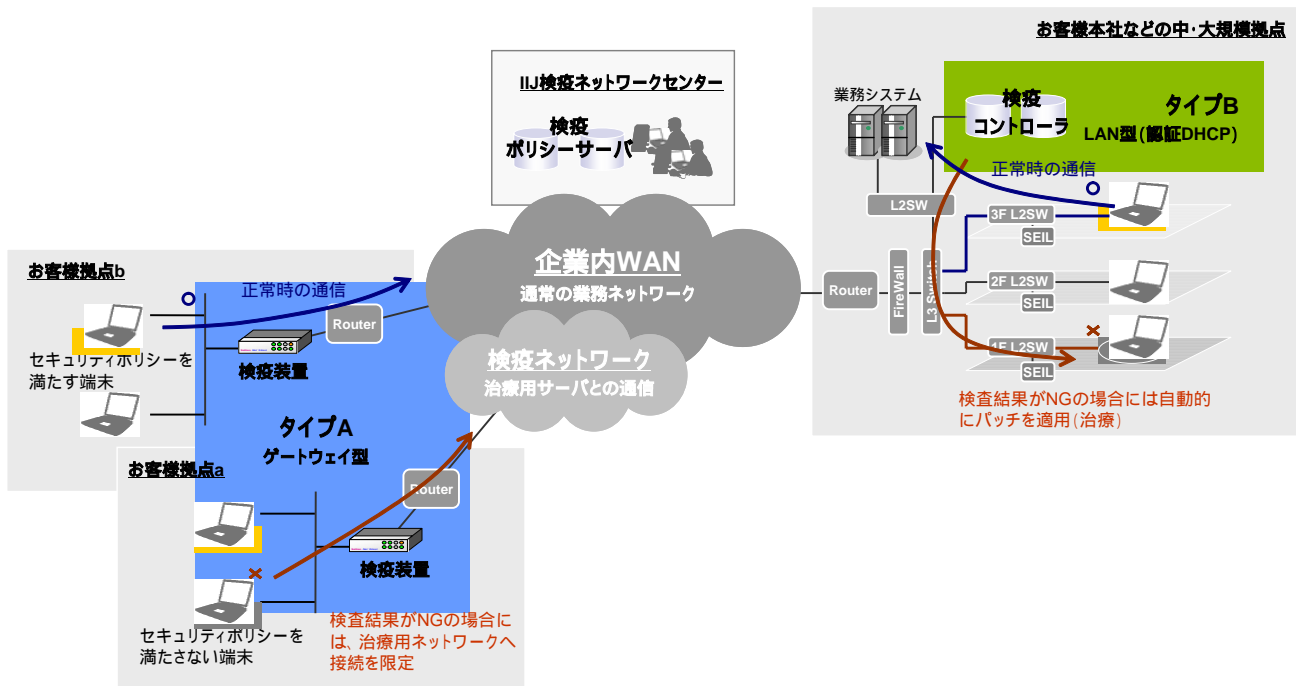 お客様本社などの中・大規模拠点
IIJ検疫ネットワークセンター
検疫
ポリシーサーバ
業務システム
検疫
コントローラ
タイプB
LAN型(認証DHCP)
正常時の通信
L2SW
3F L2SW
SEIL
2F L2SW
SEIL
1F L2SW
SEIL
Router
FireWall
L3 Switch
×
検査結果がNGの場合には自動的
にパッチを適用(治療)
企業内WAN
通常の業務ネットワーク
検疫ネットワーク
治療用サーバとの通信
お客様拠点b
正常時の通信
Router
セキュリティポリシーを
満たす端末
検疫装置
タイプA
ゲートウェイ型
お客様拠点a
Router
検疫装置
×
セキュリティポリシーを
満たさない端末
検査結果がNGの場合に
は、治療用ネットワークへ
接続を限定